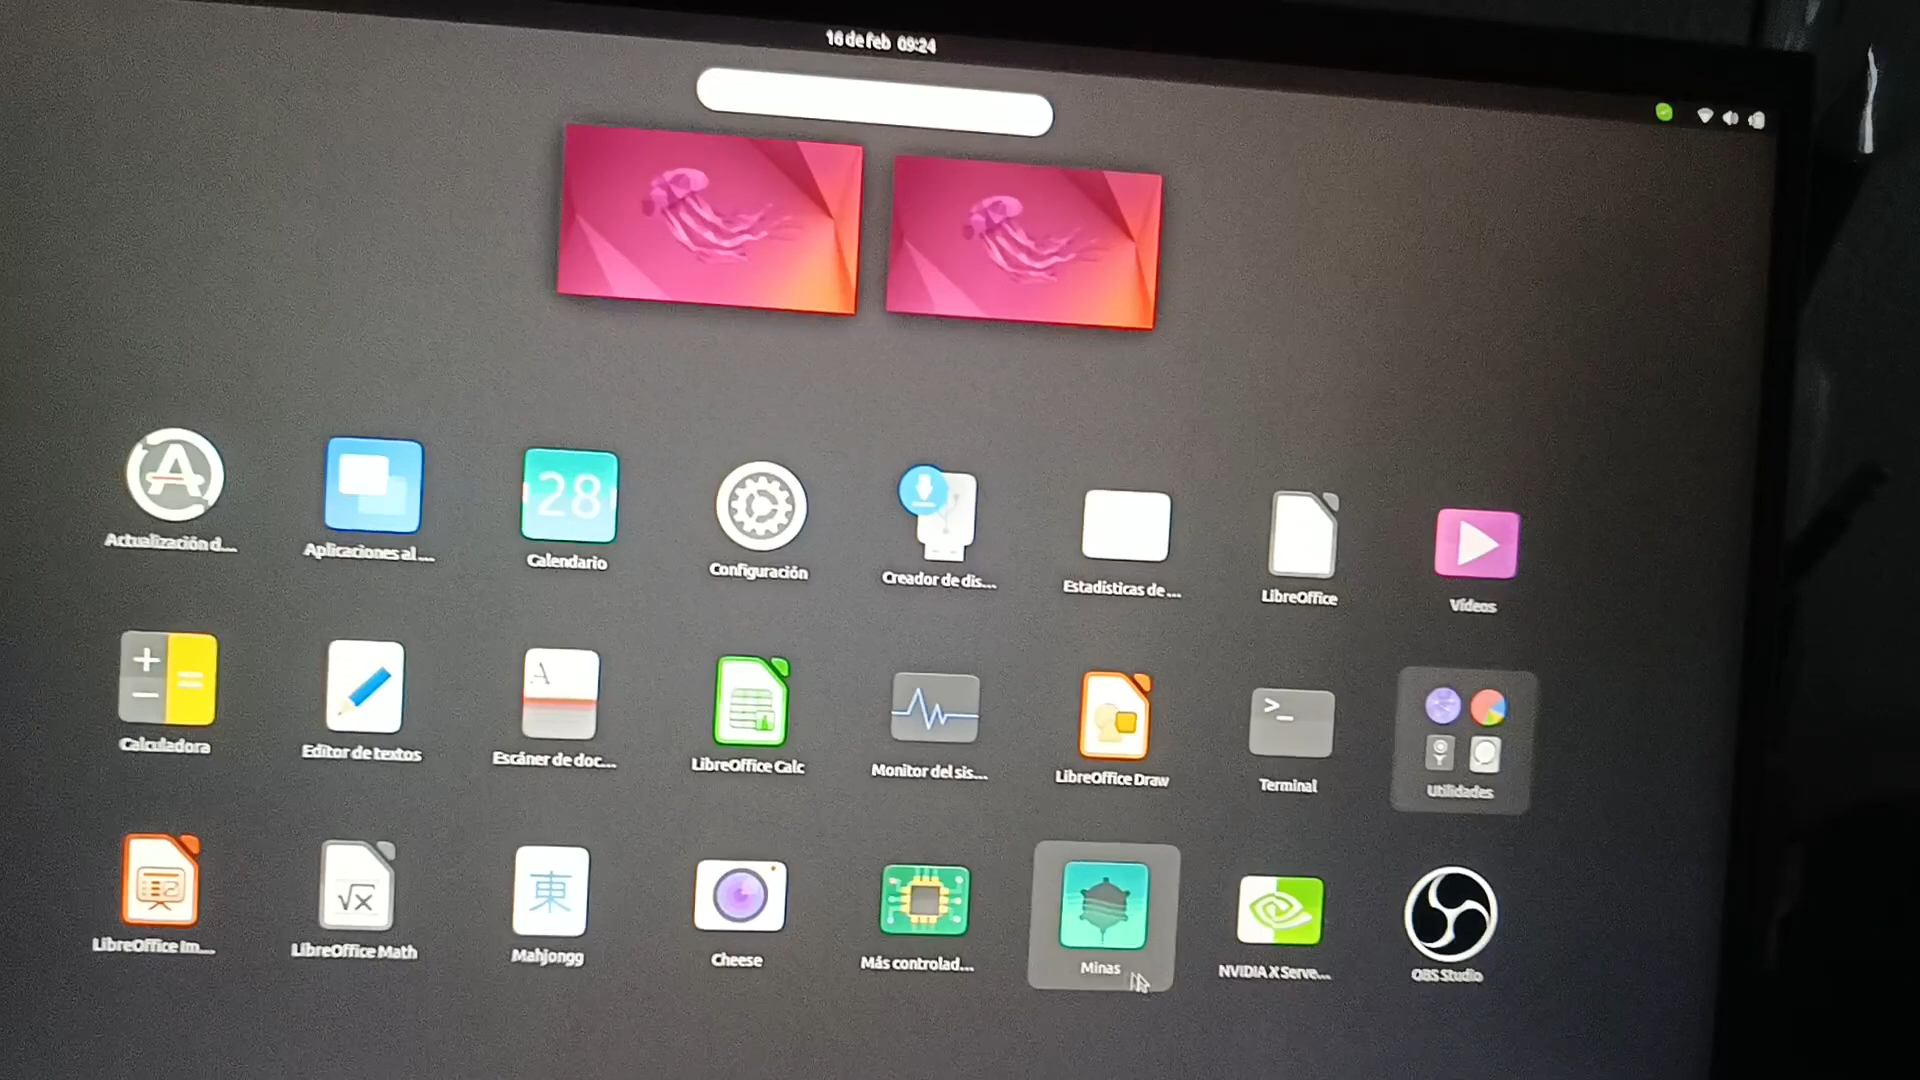 16 de feb 09:24
28
Actualización d...
Aplicaciones al ...
Calendario
Configuración
Creador de dis...
Estadísticas de ...
LibreOffice
Vídeos
A
>_
Calculadora
Editor de textos
Escáner de doc...
LibreOffice Calc
Monitor del sis...
LibreOffice Draw
Terminal
Utilidades
√x
東
LibreOffice Im...
LibreOffice Math
Mahjongg
Cheese
Más controlad...
Minas
NVIDIA X Serve...
OBS Studio